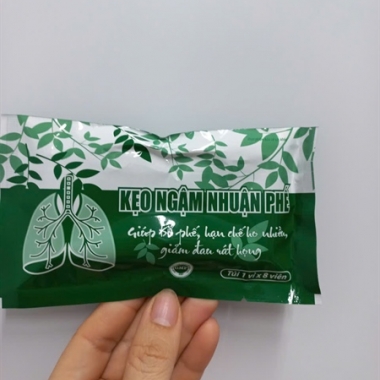 KẸO NGẬM NHUẬN PHẾ
Giúp bổ phế, hạn chế ho nhiều,
giảm đau rát họng
Túi 1 vỉ x 8 viên